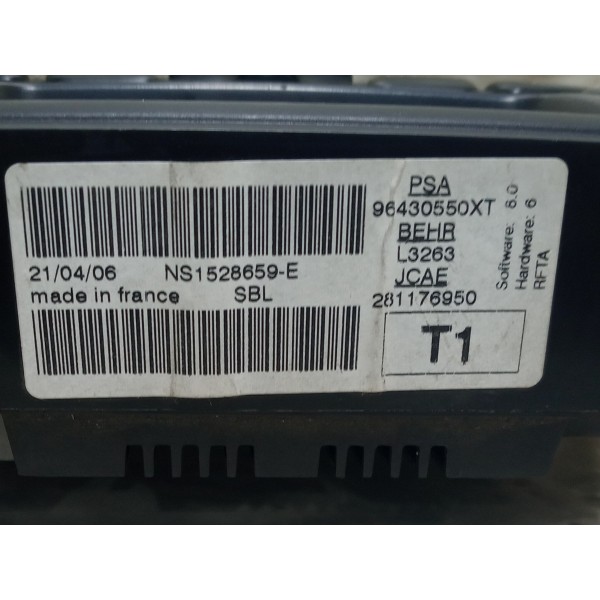 21/04/06 NS1528659-E
made in france SBL
PSA
96430550XT
BEHR
L3263
JCAE
281176950
T1
Software: 6.0
Hardware: 6
RFTA